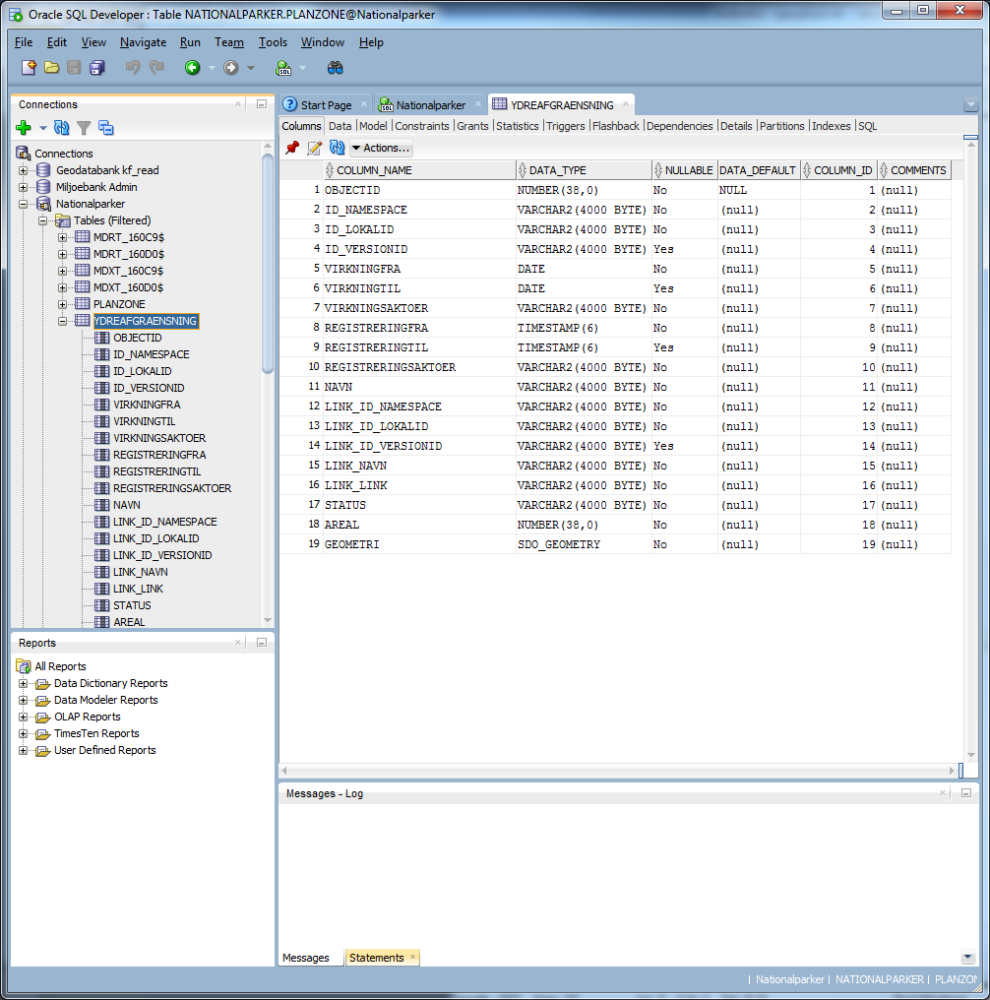 Oracle SQL Developer : Table NATIONALPARKER.PLANZONE@Nationalparker
File Edit View Navigate Run Team Tools Window Help
Connections
Connections
Geodatabank kf_read
Miljoebank Admin
Nationalparker
Tables (Filtered)
MDRT_160C9$
MDRT_160D0$
MDXT_160C9$
MDXT_160D0$
PLANZONE
YDREAFGRAENSNING
OBJECTID
ID_NAMESPACE
ID_LOKALID
ID_VERSIONID
VIRKNINGFRA
VIRKNINGTIL
VIRKNINGSAKTOER
REGISTRERINGFRA
REGISTRERINGTIL
REGISTRERINGSAKTOER
NAVN
LINK_ID_NAMESPACE
LINK_ID_LOKALID
LINK_ID_VERSIONID
LINK_NAVN
LINK_LINK
STATUS
AREAL
Reports
All Reports
Data Dictionary Reports
Data Modeler Reports
OLAP Reports
TimesTen Reports
User Defined Reports
Start Page Nationalparker YDREAFGRAENSNING
Columns Data Model Constraints Grants Statistics Triggers Flashback Dependencies Details Partitions Indexes SQL
Actions...
COLUMN_NAME DATA_TYPE NULLABLE DATA_DEFAULT COLUMN_ID COMMENTS
1 OBJECTID NUMBER(38,0) No NULL 1 (null)
2 ID_NAMESPACE VARCHAR2(4000 BYTE) No (null) 2 (null)
3 ID_LOKALID VARCHAR2(4000 BYTE) No (null) 3 (null)
4 ID_VERSIONID VARCHAR2(4000 BYTE) Yes (null) 4 (null)
5 VIRKNINGFRA DATE No (null) 5 (null)
6 VIRKNINGTIL DATE Yes (null) 6 (null)
7 VIRKNINGSAKTOER VARCHAR2(4000 BYTE) No (null) 7 (null)
8 REGISTRERINGFRA TIMESTAMP(6) No (null) 8 (null)
9 REGISTRERINGTIL TIMESTAMP(6) Yes (null) 9 (null)
10 REGISTRERINGSAKTOER VARCHAR2(4000 BYTE) No (null) 10 (null)
11 NAVN VARCHAR2(4000 BYTE) No (null) 11 (null)
12 LINK_ID_NAMESPACE VARCHAR2(4000 BYTE) No (null) 12 (null)
13 LINK_ID_LOKALID VARCHAR2(4000 BYTE) No (null) 13 (null)
14 LINK_ID_VERSIONID VARCHAR2(4000 BYTE) Yes (null) 14 (null)
15 LINK_NAVN VARCHAR2(4000 BYTE) No (null) 15 (null)
16 LINK_LINK VARCHAR2(4000 BYTE) No (null) 16 (null)
17 STATUS VARCHAR2(4000 BYTE) No (null) 17 (null)
18 AREAL NUMBER(38,0) No (null) 18 (null)
19 GEOMETRI SDO_GEOMETRY No (null) 19 (null)
Messages - Log
Messages Statements
| Nationalparker | NATIONALPARKER | PLANZON